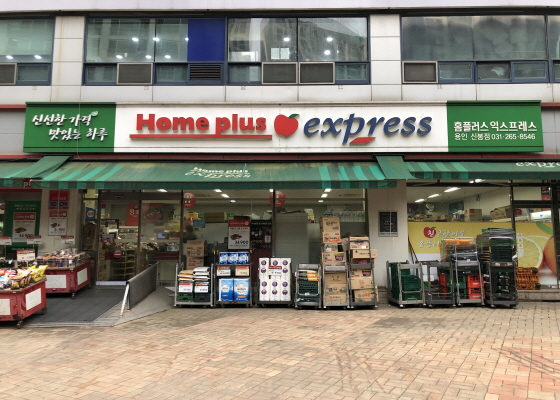 신선한 가격
맛있는 하루
Home plus express
홈플러스 익스프레스
용인 신봉점 031·265·8546
Home plus
express
express